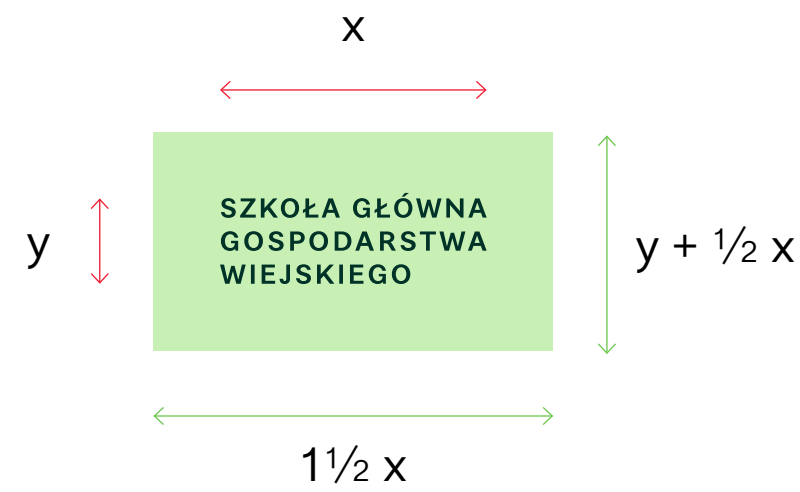 x
SZKOŁA GŁÓWNA
GOSPODARSTWA
WIEJSKIEGO
y
y + ½ x
1½ x